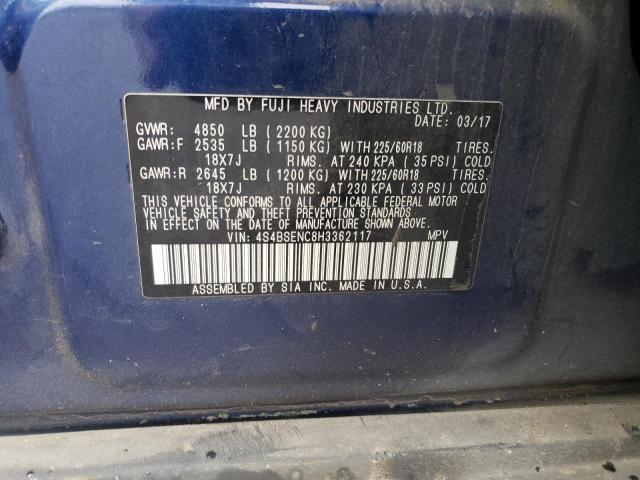 MFD BY FUJI HEAVY INDUSTRIES LTD.
DATE: 03/17
GVWR: 4850 LB (2200 KG)
GAWR:F 2535 LB (1150 KG) WITH 225/60R18 TIRES.
18X7J RIMS. AT 240 KPA (35 PSI) COLD
GAWR:R 2645 LB (1200 KG) WITH 225/60R18 TIRES.
18X7J RIMS. AT 230 KPA (33 PSI) COLD
THIS VEHICLE CONFORMS TO ALL APPLICABLE FEDERAL MOTOR
VEHICLE SAFETY AND THEFT PREVENTION STANDARDS
IN EFFECT ON THE DATE OF MANUFACTURE SHOWN ABOVE.
VIN: 4S4BSENC8H3362117 MPV
ASSEMBLED BY SIA INC. MADE IN U.S.A.